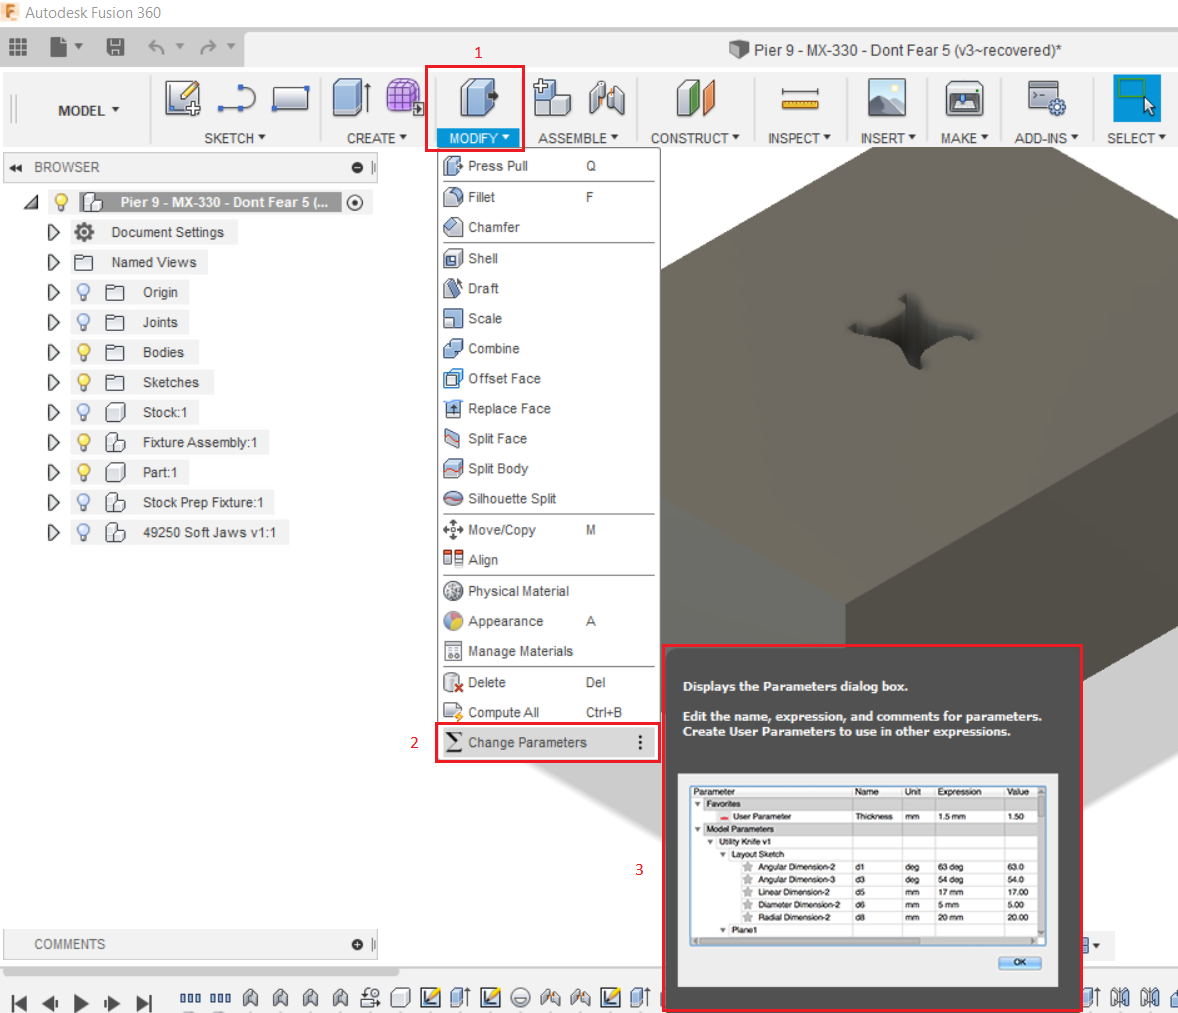 Autodesk Fusion 360
Pier 9 - MX-330 - Dont Fear 5 (v3~recovered)*
1
MODEL
SKETCH
CREATE
MODIFY
ASSEMBLE
CONSTRUCT
INSPECT
INSERT
MAKE
ADD-INS
SELECT
BROWSER
Pier 9 - MX-330 - Dont Fear 5 (...
Document Settings
Named Views
Origin
Joints
Bodies
Sketches
Stock:1
Fixture Assembly:1
Part:1
Stock Prep Fixture:1
49250 Soft Jaws v1:1
Press Pull Q
Fillet F
Chamfer
Shell
Draft
Scale
Combine
Offset Face
Replace Face
Split Face
Split Body
Silhouette Split
Move/Copy M
Align
Physical Material
Appearance A
Manage Materials
Delete Del
Compute All Ctrl+B
2
Change Parameters
3
Displays the Parameters dialog box.
Edit the name, expression, and comments for parameters.
Create User Parameters to use in other expressions.
Parameter Name Unit Expression Value
Favorites
User Parameter Thickness mm 1.5 mm 1.50
Model Parameters
Utility Knife v1
Layout Sketch
Angular Dimension-2 d1 deg 63 deg 63.0
Angular Dimension-3 d3 deg 54 deg 54.0
Linear Dimension-2 d5 mm 17 mm 17.00
Diameter Dimension-2 d6 mm 5 mm 5.00
Radial Dimension-2 d8 mm 20 mm 20.00
Plane1
OK
COMMENTS